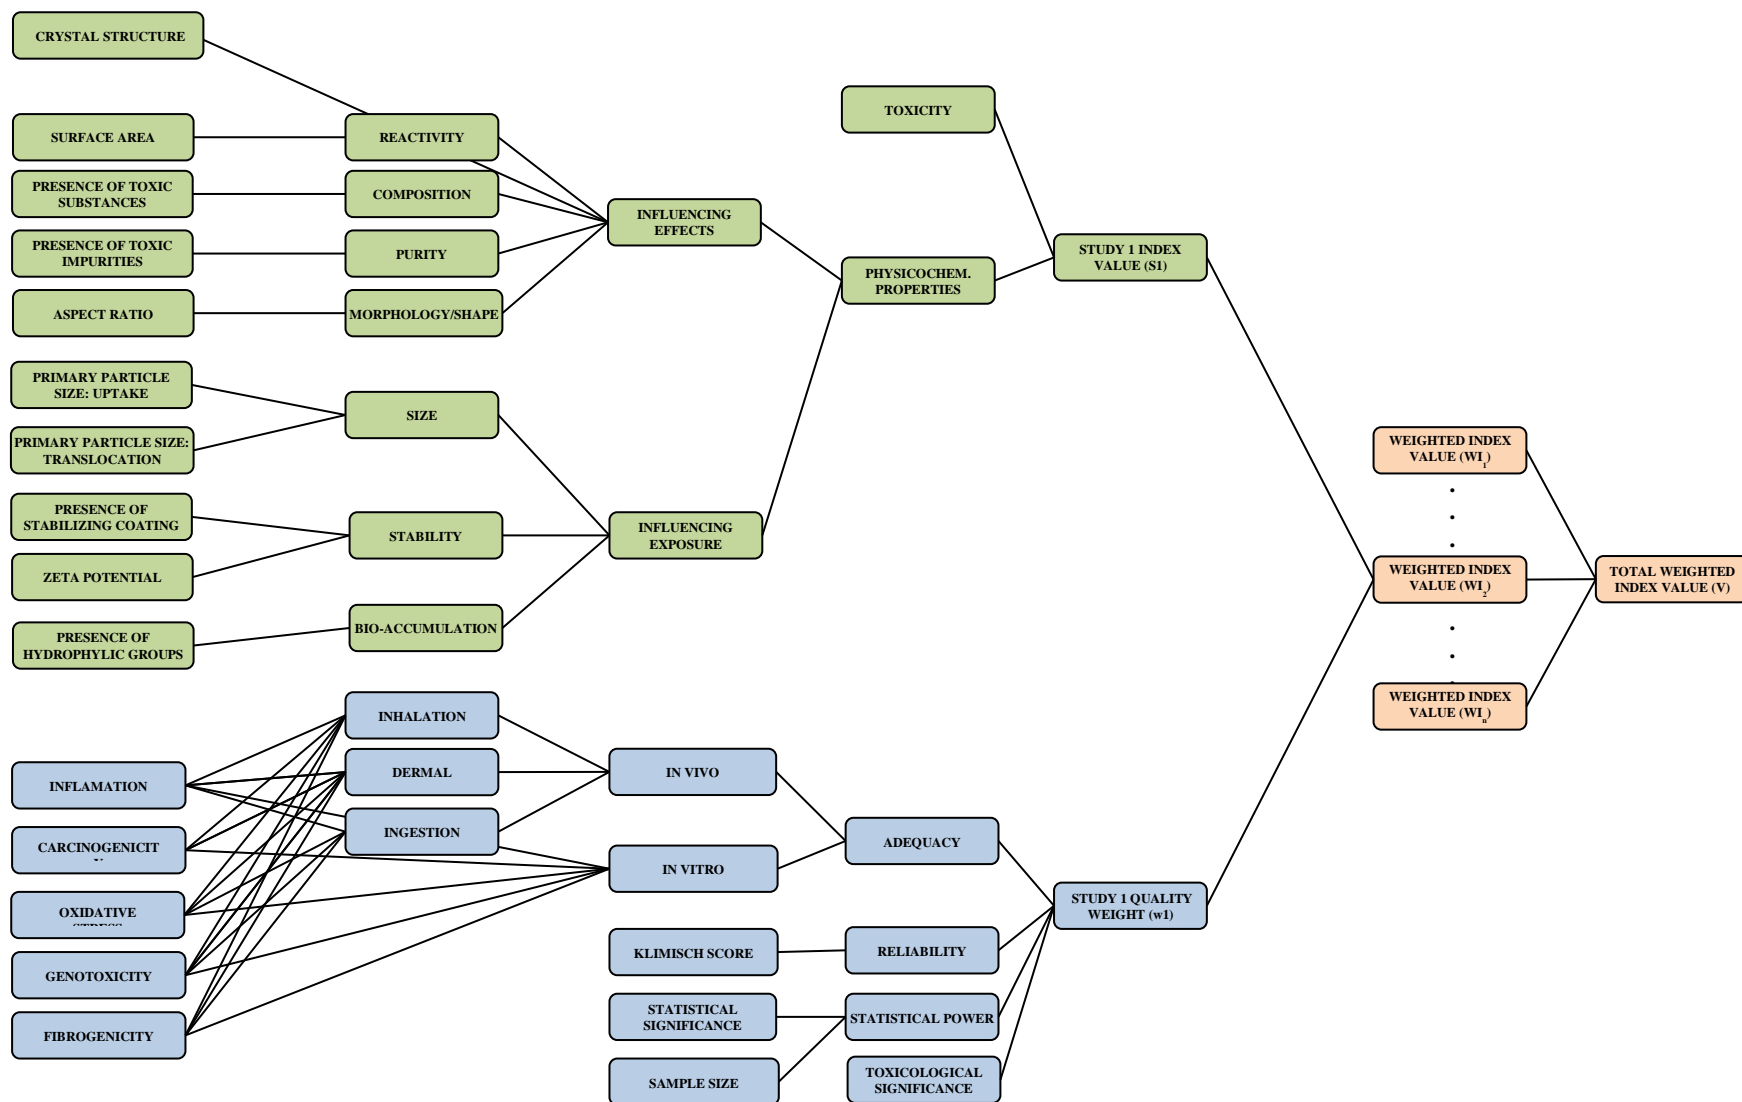 CRYSTAL STRUCTURE
SURFACE AREA
PRESENCE OF TOXIC
SUBSTANCES
PRESENCE OF TOXIC
IMPURITIES
ASPECT RATIO
PRIMARY PARTICLE
SIZE: UPTAKE
PRIMARY PARTICLE SIZE:
TRANSLOCATION
PRESENCE OF
STABILIZING COATING
ZETA POTENTIAL
PRESENCE OF
HYDROPHYLIC GROUPS
REACTIVITY
COMPOSITION
PURITY
MORPHOLOGY/SHAPE
SIZE
STABILITY
BIO-ACCUMULATION
INFLUENCING
EFFECTS
INFLUENCING
EXPOSURE
TOXICITY
PHYSICOCHEM.
PROPERTIES
STUDY 1 INDEX
VALUE (S1)
INFLAMATION
CARCINOGENICIT
Y
OXIDATIVE
STRESS
GENOTOXICITY
FIBROGENICITY
INHALATION
DERMAL
INGESTION
IN VIVO
IN VITRO
KLIMISCH SCORE
STATISTICAL
SIGNIFICANCE
SAMPLE SIZE
ADEQUACY
RELIABILITY
STATISTICAL POWER
TOXICOLOGICAL
SIGNIFICANCE
STUDY 1 QUALITY
WEIGHT (w1)
WEIGHTED INDEX
VALUE (WI1)
WEIGHTED INDEX
VALUE (WI2)
WEIGHTED INDEX
VALUE (WIn)
TOTAL WEIGHTED
INDEX VALUE (V)